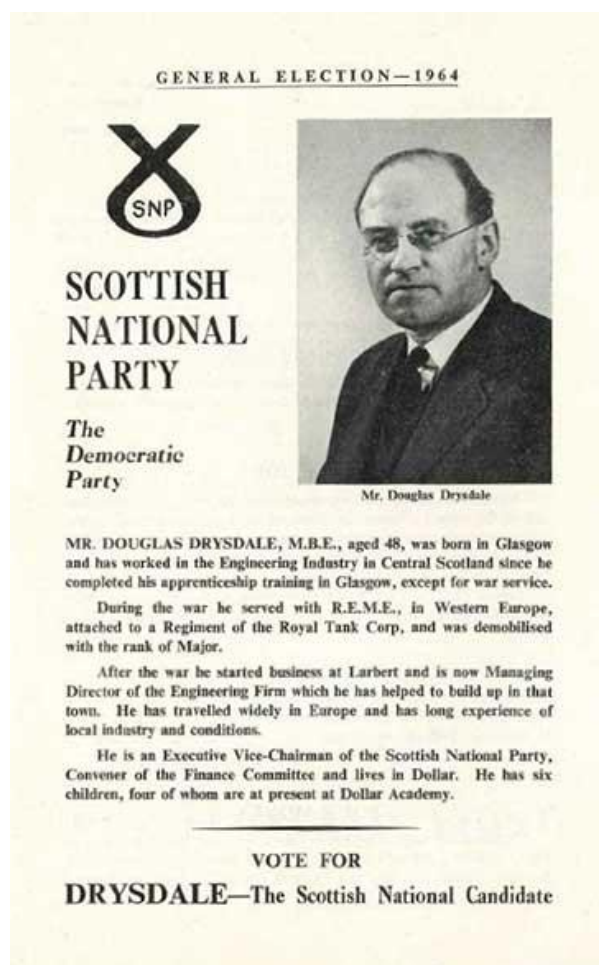 GENERAL ELECTION—1964
SNP
SCOTTISH
NATIONAL
PARTY
The
Democratic
Party
Mr. Douglas Drysdale
MR. DOUGLAS DRYSDALE, M.B.E., aged 48, was born in Glasgow
and has worked in the Engineering Industry in Central Scotland since he
completed his apprenticeship training in Glasgow, except for war service.
During the war he served with R.E.M.E., in Western Europe,
attached to a Regiment of the Royal Tank Corp, and was demobilised
with the rank of Major.
After the war he started business at Larbert and is now Managing
Director of the Engineering Firm which he has helped to build up in that
town. He has travelled widely in Europe and has long experience of
local industry and conditions.
He is an Executive Vice-Chairman of the Scottish National Party,
Convener of the Finance Committee and lives in Dollar. He has six
children, four of whom are at present at Dollar Academy.
VOTE FOR
DRYSDALE—The Scottish National Candidate